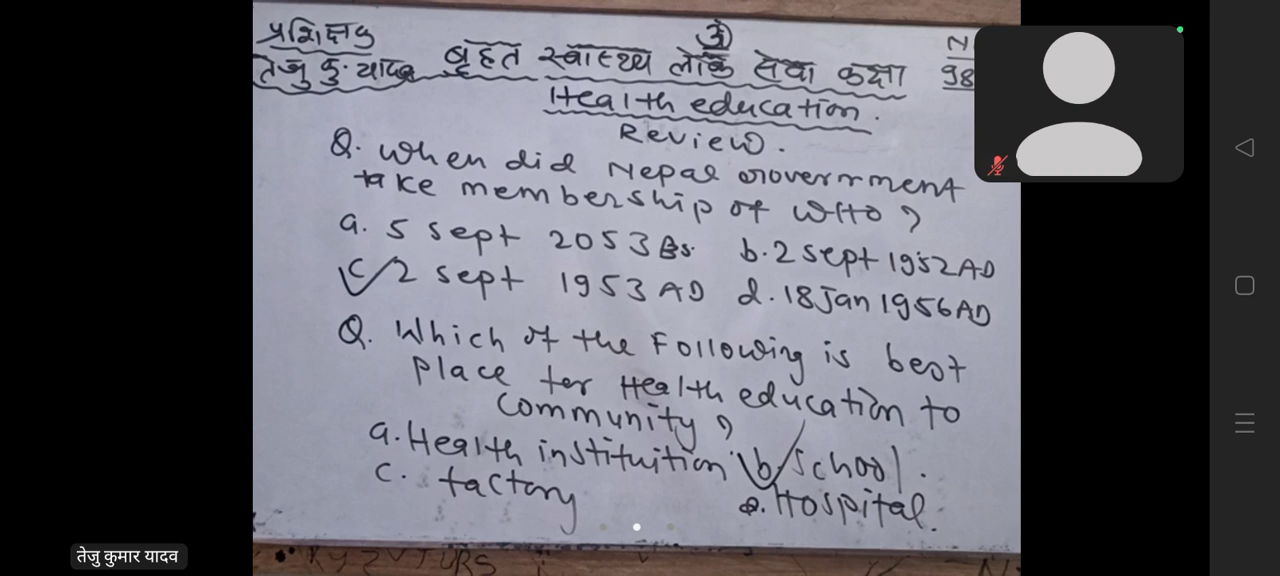 ॐ
प्रशिक्षक
तेजु कु. यादव बृहत स्वास्थ्य लोक सेवा कक्षा 98
Health education.
Review.
Q. When did Nepal Government
take membership of WHO?
a. 5 Sept 2053 BS. b. 2 Sept 1952 AD
c. 2 Sept 1953 AD d. 18 Jan 1956 AD
Q. Which of the Following is best
place for Health education to
community?
a. Health instituition b. School.
c. factory Hospital.
तेजु कुमार यादव